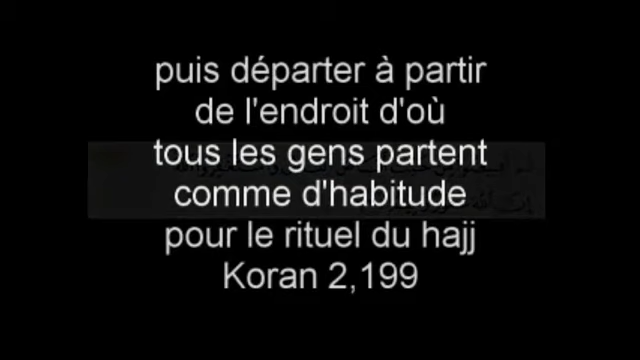 puis départer à partir
de l'endroit d'où
tous les gens partent
comme d'habitude
pour le rituel du hajj
Koran 2,199